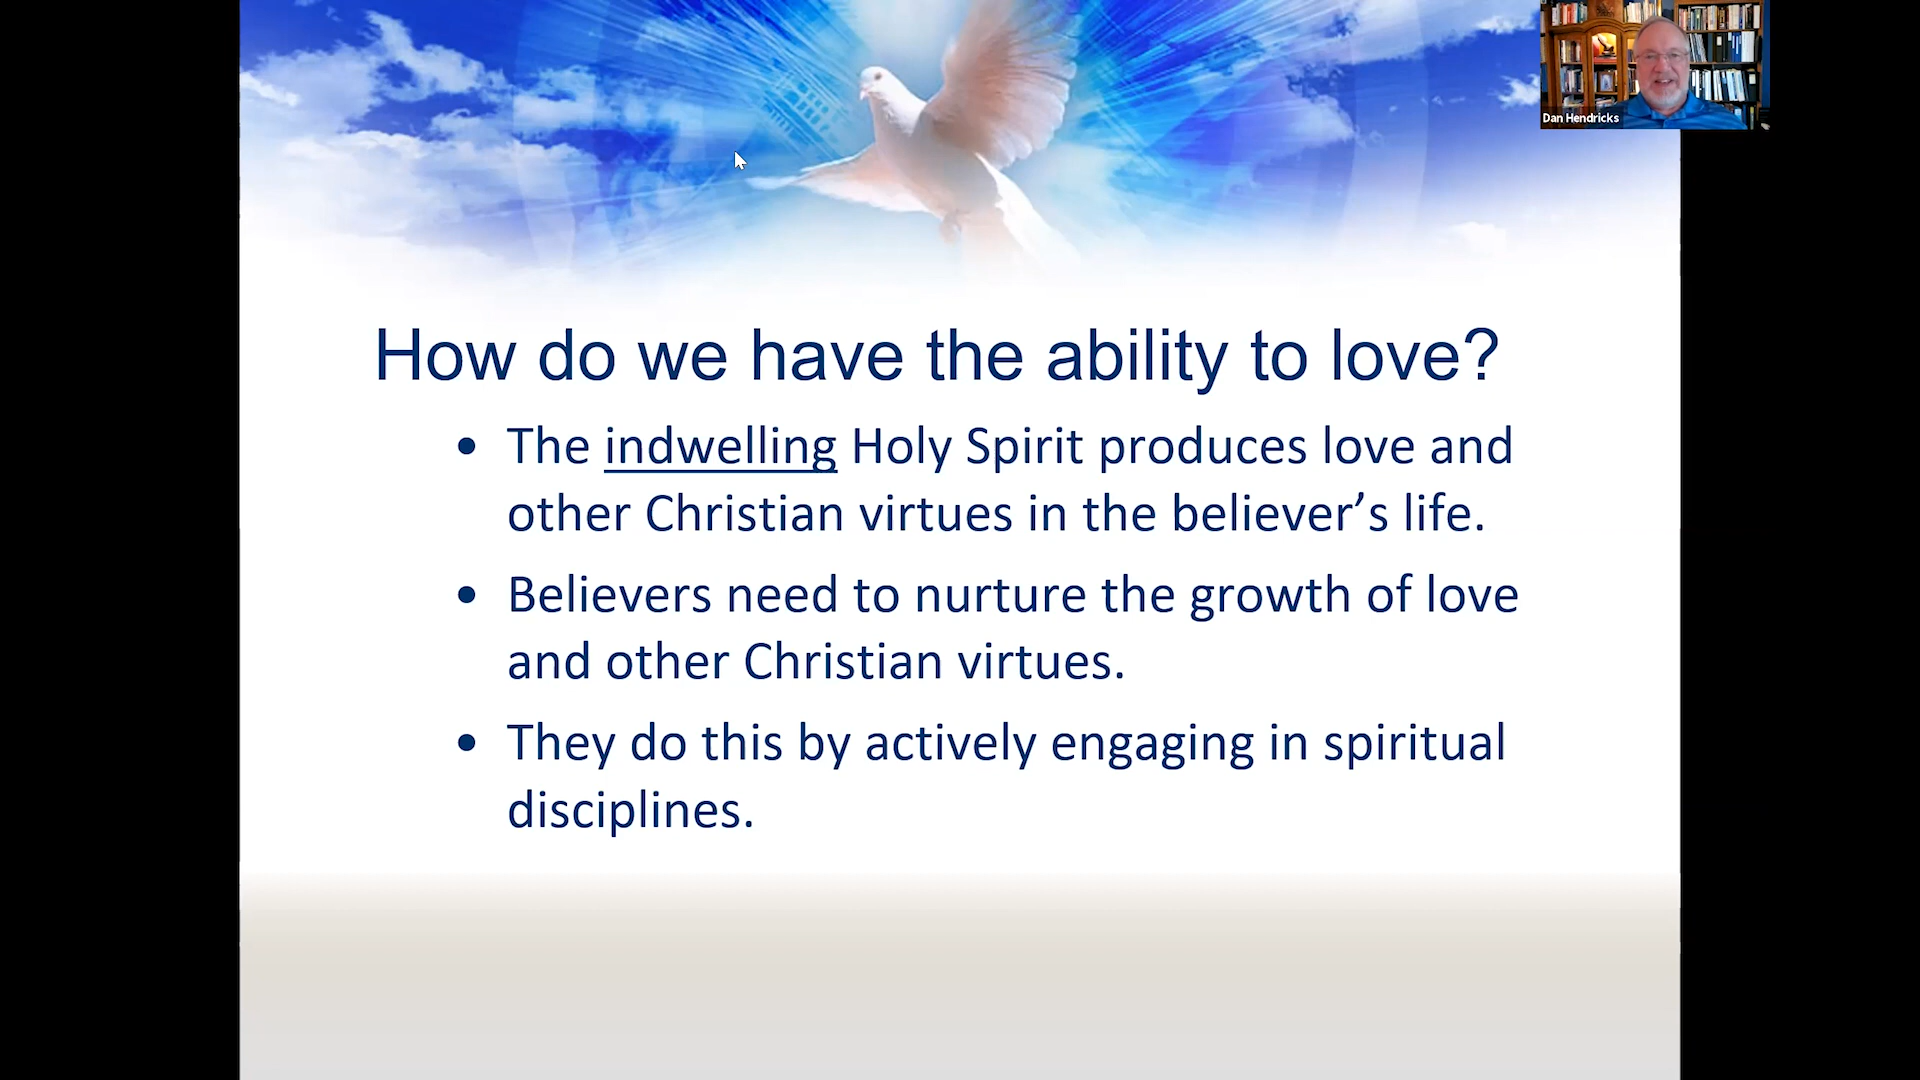 Dan Hendricks
How do we have the ability to love?
• The indwelling Holy Spirit produces love and
other Christian virtues in the believer’s life.
• Believers need to nurture the growth of love
and other Christian virtues.
• They do this by actively engaging in spiritual
disciplines.